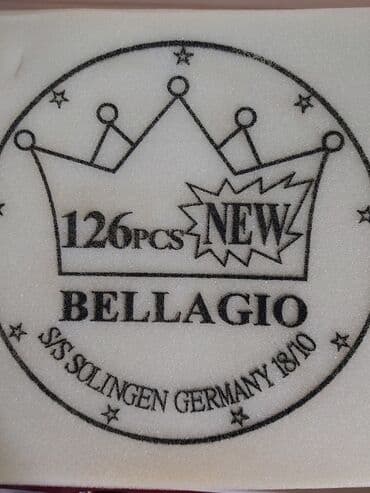 126PCS NEW
BELLAGIO
S/S SOLINGEN GERMANY 18/10